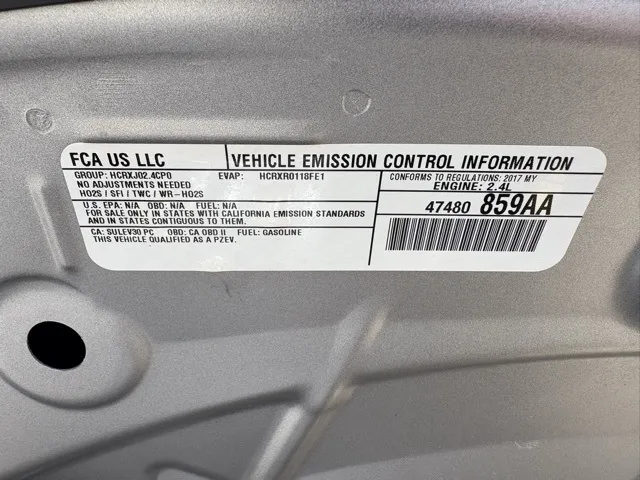 FCA US LLC
VEHICLE EMISSION CONTROL INFORMATION
GROUP: HCRXJ02.4CP0 EVAP: HCRXR0118FE1
NO ADJUSTMENTS NEEDED
HO2S / SFI / TWC / WR-HO2S
CONFORMS TO REGULATIONS: 2017 MY
ENGINE: 2.4L
U.S. EPA: N/A OBD: N/A FUEL: N/A
FOR SALE ONLY IN STATES WITH CALIFORNIA EMISSION STANDARDS
AND IN STATES CONTIGUOUS TO THEM.
47480 859AA
CA: SULEV30 PC OBD: CA OBD II FUEL: GASOLINE
THIS VEHICLE QUALIFIED AS A PZEV.